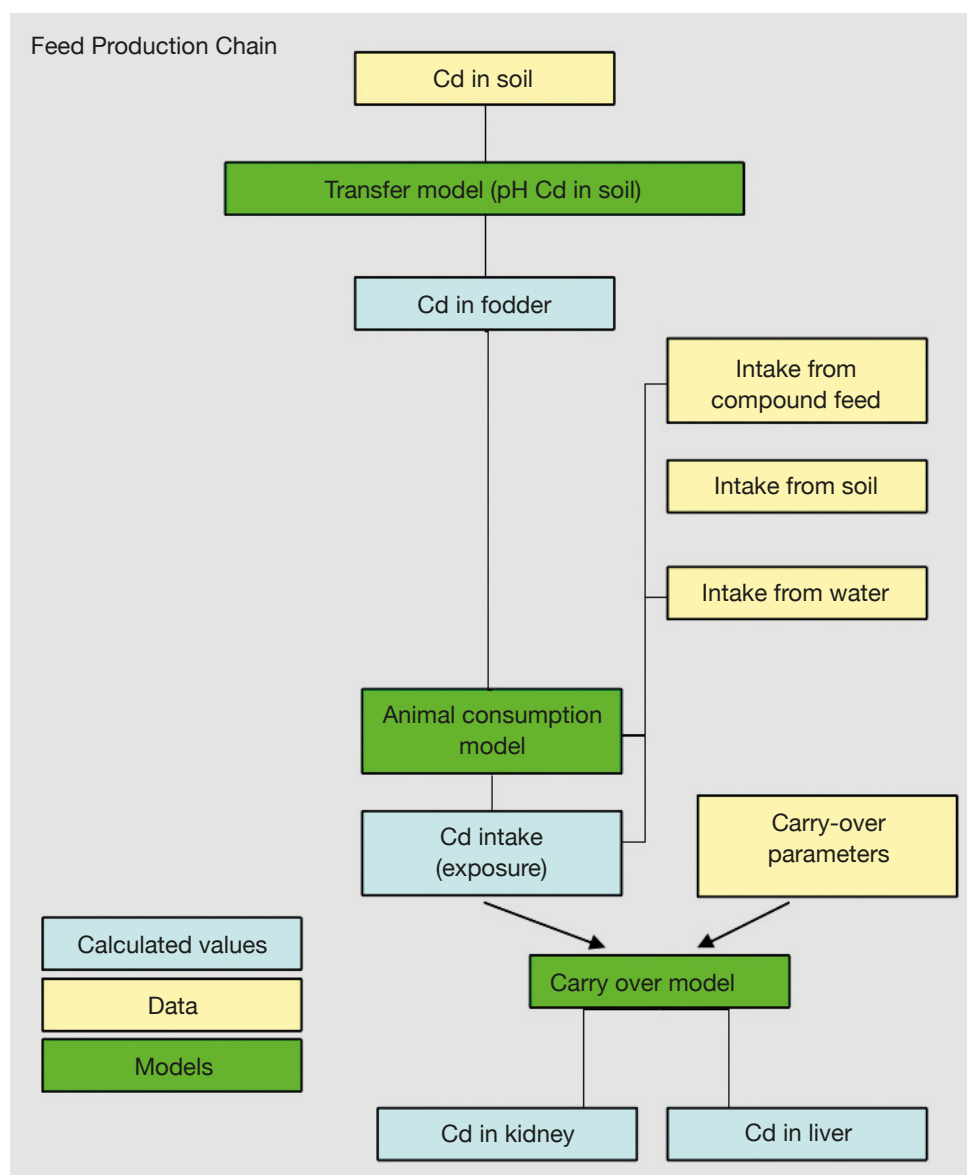 Feed Production Chain
Cd in soil
Transfer model (pH Cd in soil)
Cd in fodder
Intake from
compound feed
Intake from soil
Intake from water
Animal consumption
model
Cd intake
(exposure)
Carry-over
parameters
Calculated values
Data
Models
Carry over model
Cd in kidney
Cd in liver